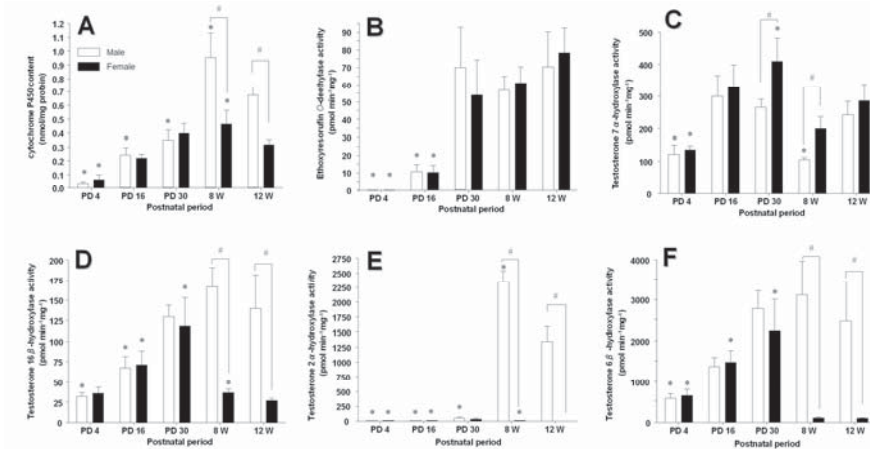 A
cytochrome P450 content
(nmol/mg protein)
1.2
1.1
1.0
0.9
0.8
0.7
0.6
0.5
0.4
0.3
0.2
0.1
0.0
Male
Female
*
*
*
*
*
*
#
#
PD 4
PD 16
PD 30
8 W
12 W
Postnatal period
B
Ethoxyresorufin O-deethylase activity
(pmol min⁻¹mg⁻¹)
90
80
70
60
50
40
30
20
10
0
*
*
*
*
PD 4
PD 16
PD 30
8 W
12 W
Postnatal period
C
Testosterone 7 α-hydroxylase activity
(pmol min⁻¹mg⁻¹)
500
400
300
200
100
0
*
*
*
*
#
#
PD 4
PD 16
PD 30
8 W
12 W
Postnatal period
D
Testosterone 16 β-hydroxylase activity
(pmol min⁻¹mg⁻¹)
200
175
150
125
100
75
50
25
0
*
*
*
*
*
#
#
PD 4
PD 16
PD 30
8 W
12 W
Postnatal period
E
Testosterone 2 α-hydroxylase activity
(pmol min⁻¹mg⁻¹)
2750
2500
2250
2000
1750
1500
1250
1000
750
500
250
0
*
*
*
*
*
*
*
#
#
PD 4
PD 16
PD 30
8 W
12 W
Postnatal period
F
Testosterone 6 β-hydroxylase activity
(pmol min⁻¹mg⁻¹)
4000
3000
2000
1000
0
*
*
*
*
#
#
PD 4
PD 16
PD 30
8 W
12 W
Postnatal period